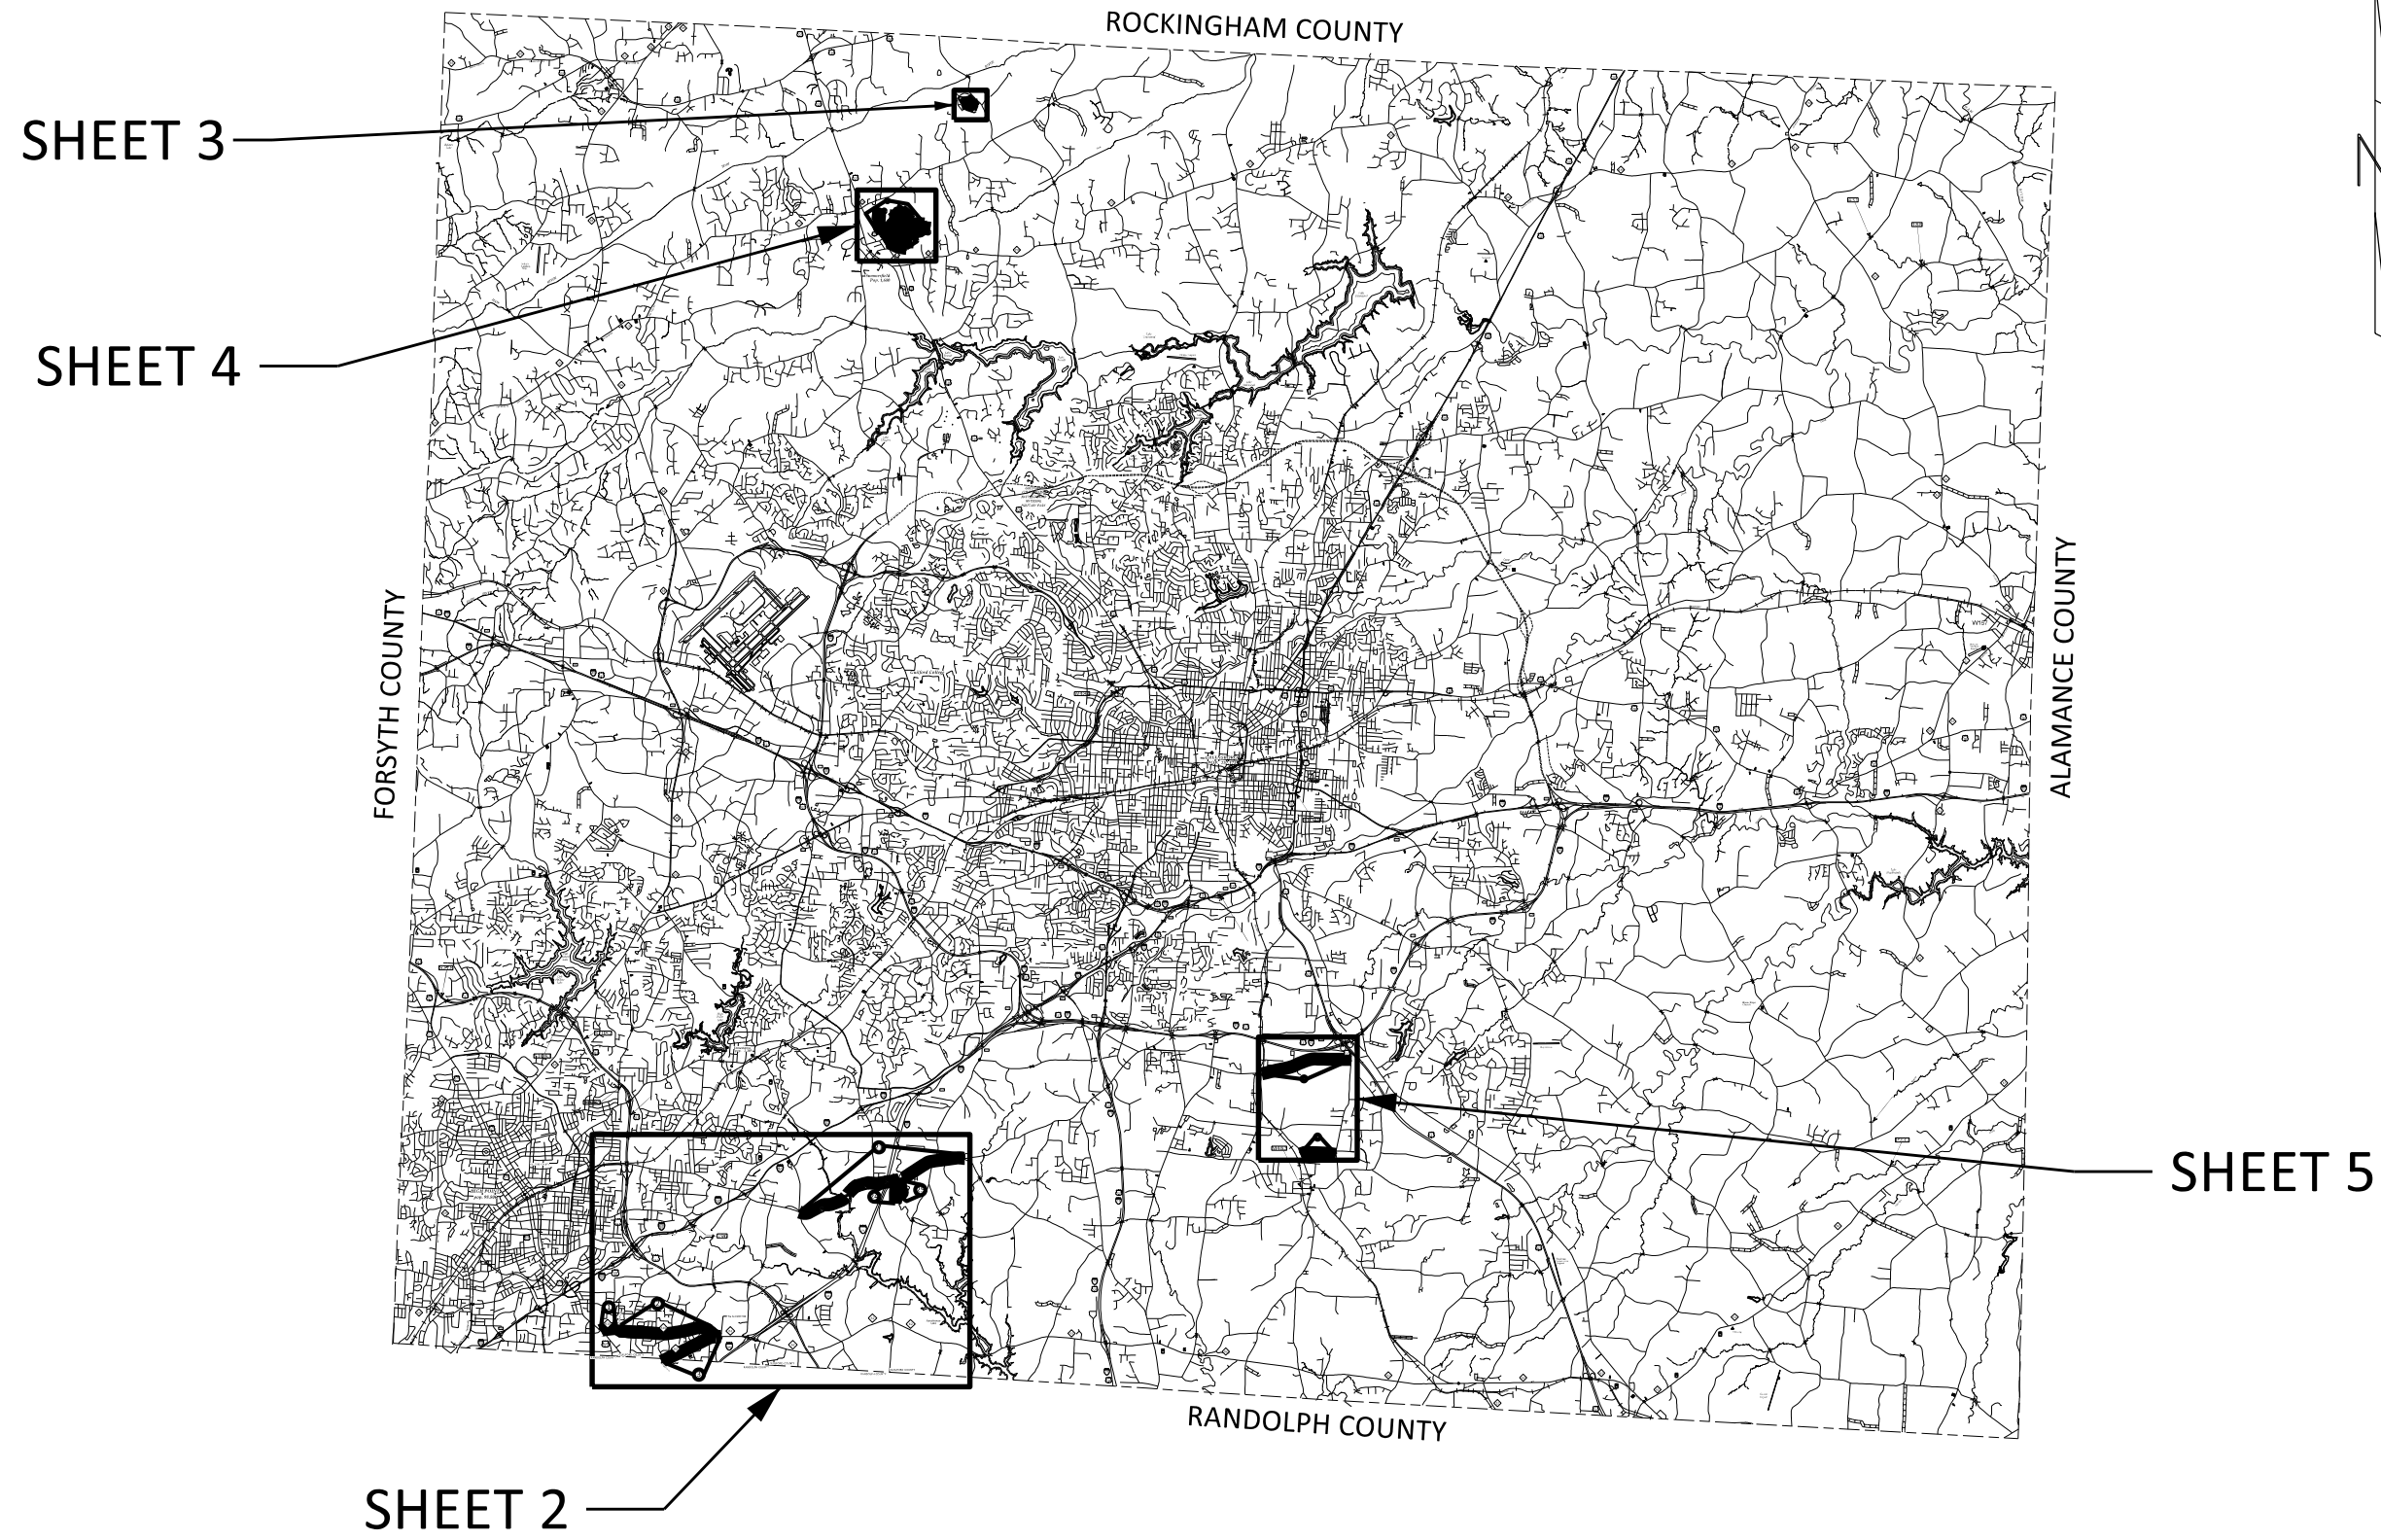 ROCKINGHAM COUNTY
SHEET 3
SHEET 4
FORSYTH COUNTY
ALAMANCE COUNTY
SHEET 5
RANDOLPH COUNTY
SHEET 2
N